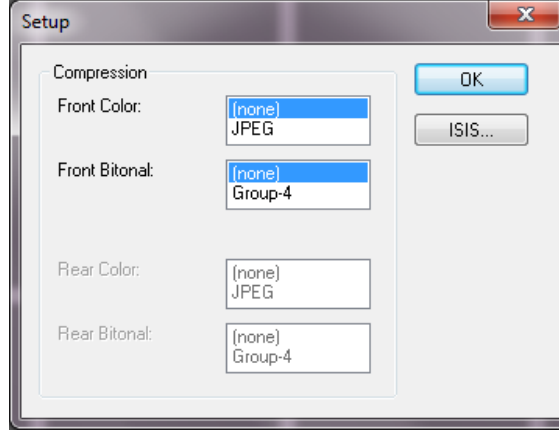 Setup
Compression
Front Color:
(none)
JPEG
Front Bitonal:
(none)
Group-4
Rear Color:
(none)
JPEG
Rear Bitonal:
(none)
Group-4
OK
ISIS...